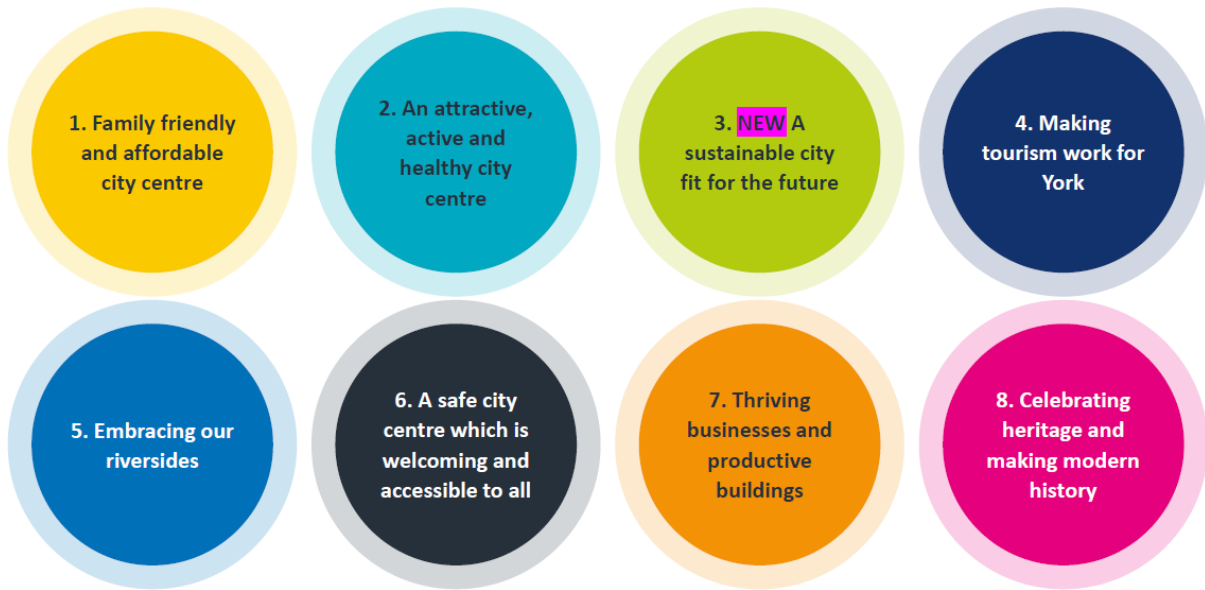 1. Family friendly
and affordable
city centre
2. An attractive,
active and
healthy city
centre
3. NEW A
sustainable city
fit for the future
4. Making
tourism work for
York
5. Embracing our
riversides
6. A safe city
centre which is
welcoming and
accessible to all
7. Thriving
businesses and
productive
buildings
8. Celebrating
heritage and
making modern
history